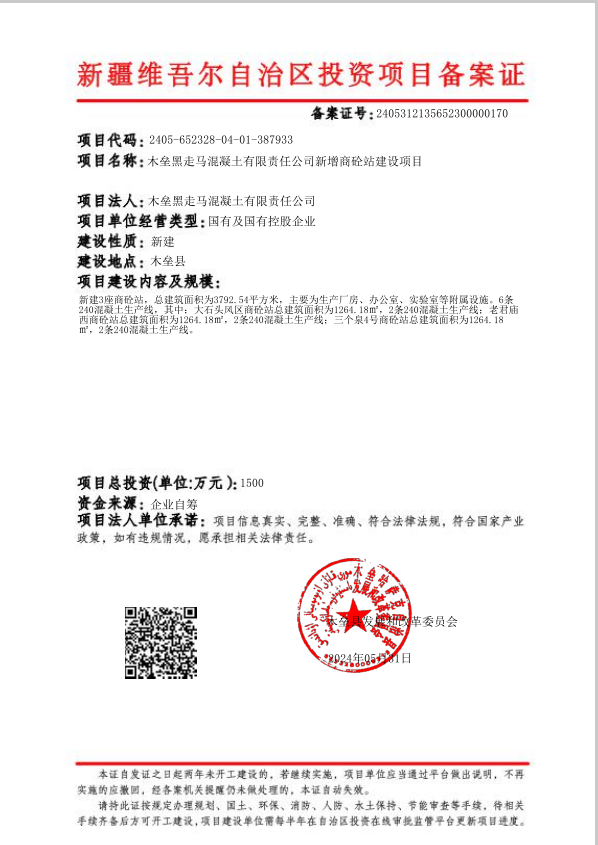 新疆维吾尔自治区投资项目备案证
备案证号:2405312135652300000170
项目代码: 2405-652328-04-01-387933
项目名称: 木垒黑走马混凝土有限责任公司新增商砼站建设项目
项目法人: 木垒黑走马混凝土有限责任公司
项目单位经营类型: 国有及国有控股企业
建设性质: 新建
建设地点: 木垒县
项目建设内容及规模:
新建3座商砼站，总建筑面积为3792.54平方米，主要为生产厂房、办公室、实验室等附属设施。6条
240混凝土生产线，其中：大石头风区商砼站总建筑面积为1264.18㎡，2条240混凝土生产线；老君庙
西商砼站总建筑面积为1264.18㎡，2条240混凝土生产线；三个泉4号商砼站总建筑面积为1264.18
㎡，2条240混凝土生产线。
项目总投资(单位:万元): 1500
资金来源: 企业自筹
项目法人单位承诺: 项目信息真实、完整、准确、符合法律法规，符合国家产业
政策，如有违规情况，愿承担相关法律责任。
木垒县发展和改革委员会
2024年05月31日
本证自发证之日起两年未开工建设的，若继续实施，项目单位应当通过平台做出说明，不再
实施的应撤回，经各案机关提醒仍未做处理的，本证自动失效。
请持此证按规定办理规划、国土、环保、消防、人防、水土保持、节能审查等手续，待相关
手续齐备后方可开工建设，项目建设单位需每半年在自治区投资在线审批监管平台更新项目进度。